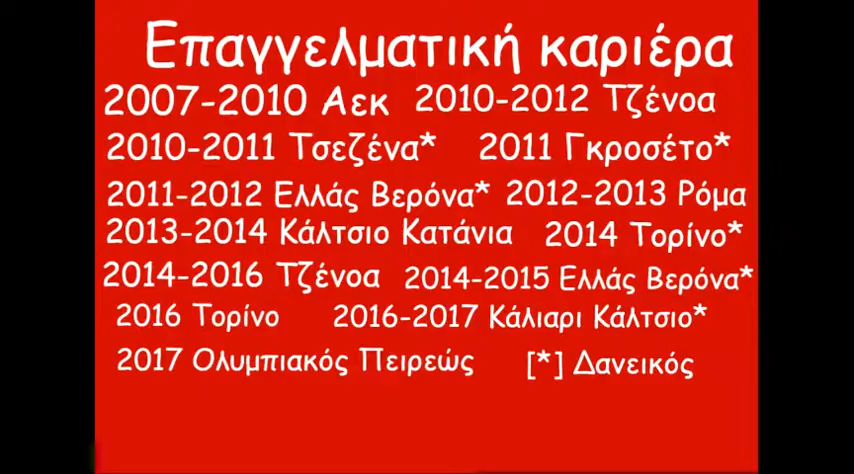 Επαγγελματική καριέρα
2007-2010 Αεκ 2010-2012 Τζένοα
2010-2011 Τσεζένα* 2011 Γκροσέτο*
2011-2012 Ελλάς Βερόνα* 2012-2013 Ρόμα
2013-2014 Κάλτσιο Κατάνια 2014 Τορίνο*
2014-2016 Τζένοα 2014-2015 Ελλάς Βερόνα*
2016 Τορίνο 2016-2017 Κάλιαρι Κάλτσιο*
2017 Ολυμπιακός Πειρεώς [*] Δανεικός